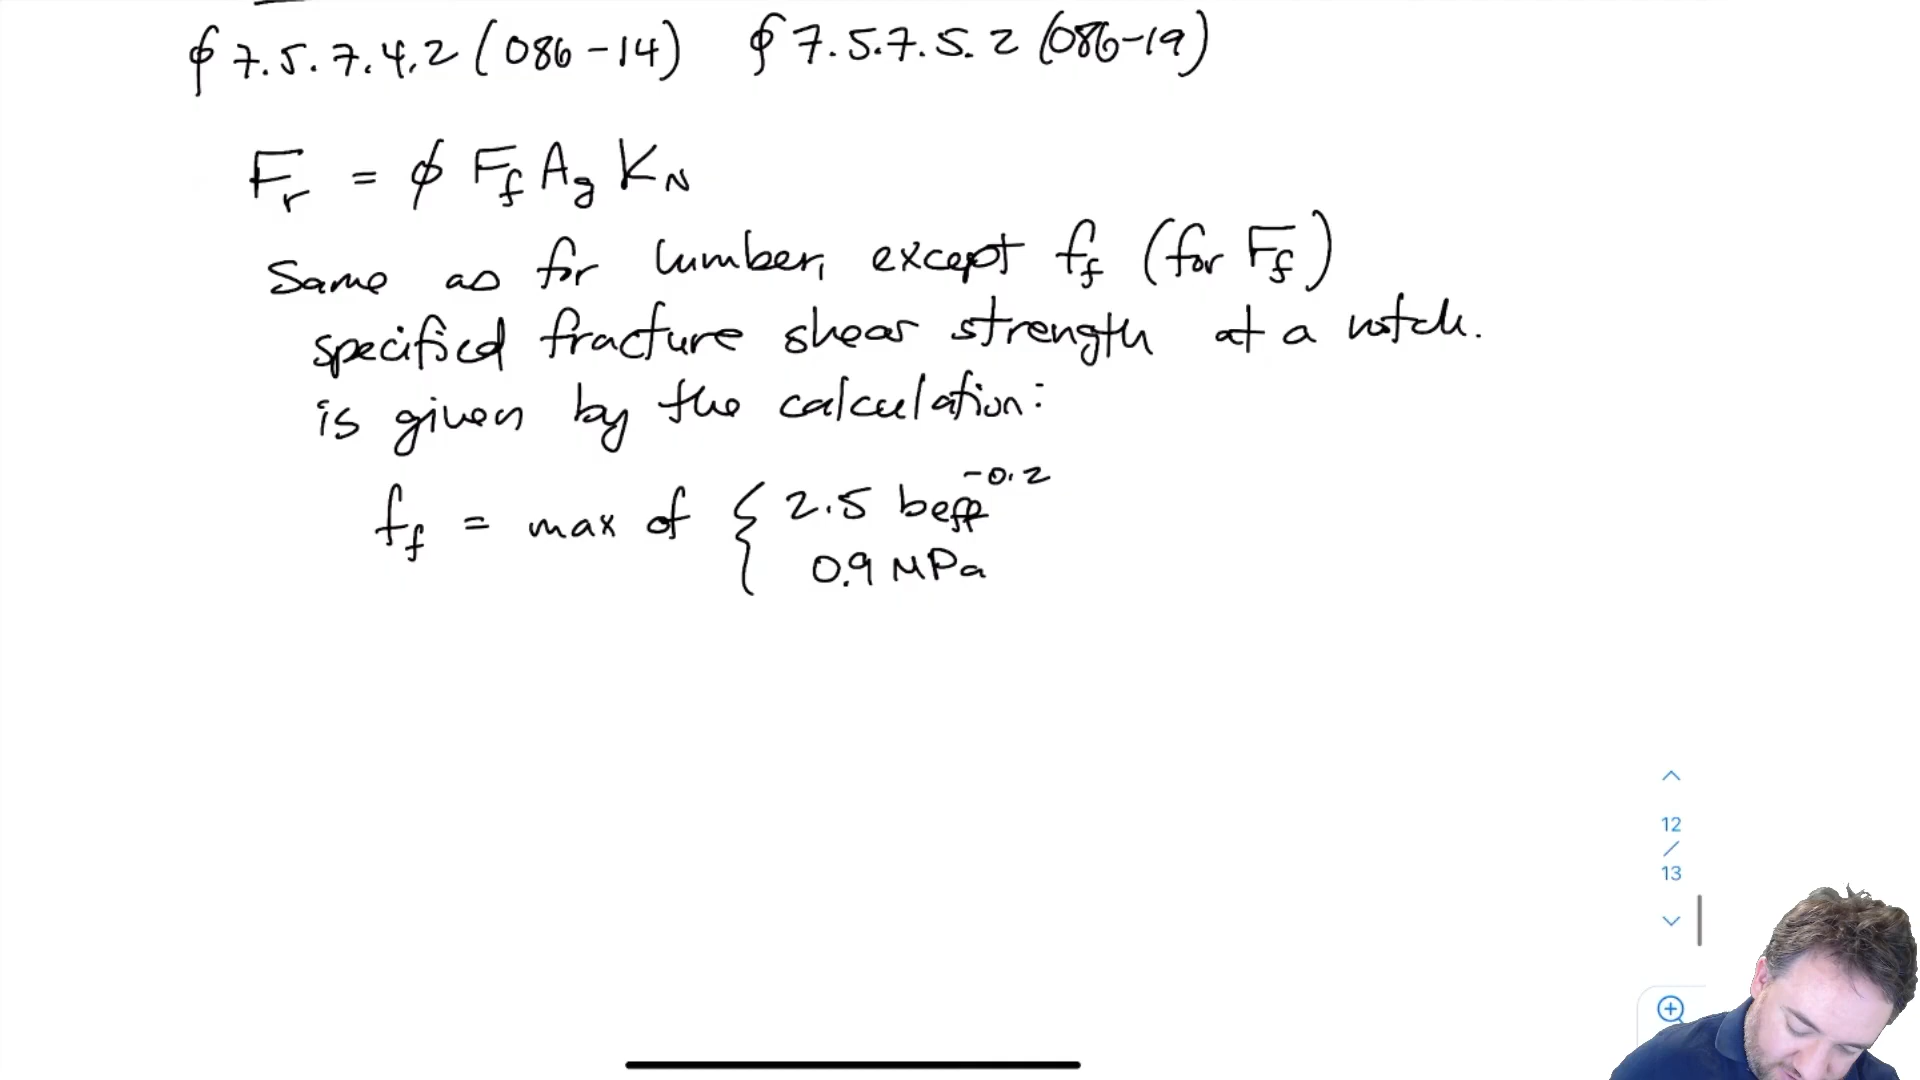 § 7.5.7.4.2 (086-14) § 7.5.7.5.2 (086-19)
Fr = φ Ff Ag KN
Same as for lumber, except ff (for Ff)
specified fracture shear strength at a notch.
is given by the calculation:
ff = max of { 2.5 beff^-0.2
0.9 MPa
12
/
13